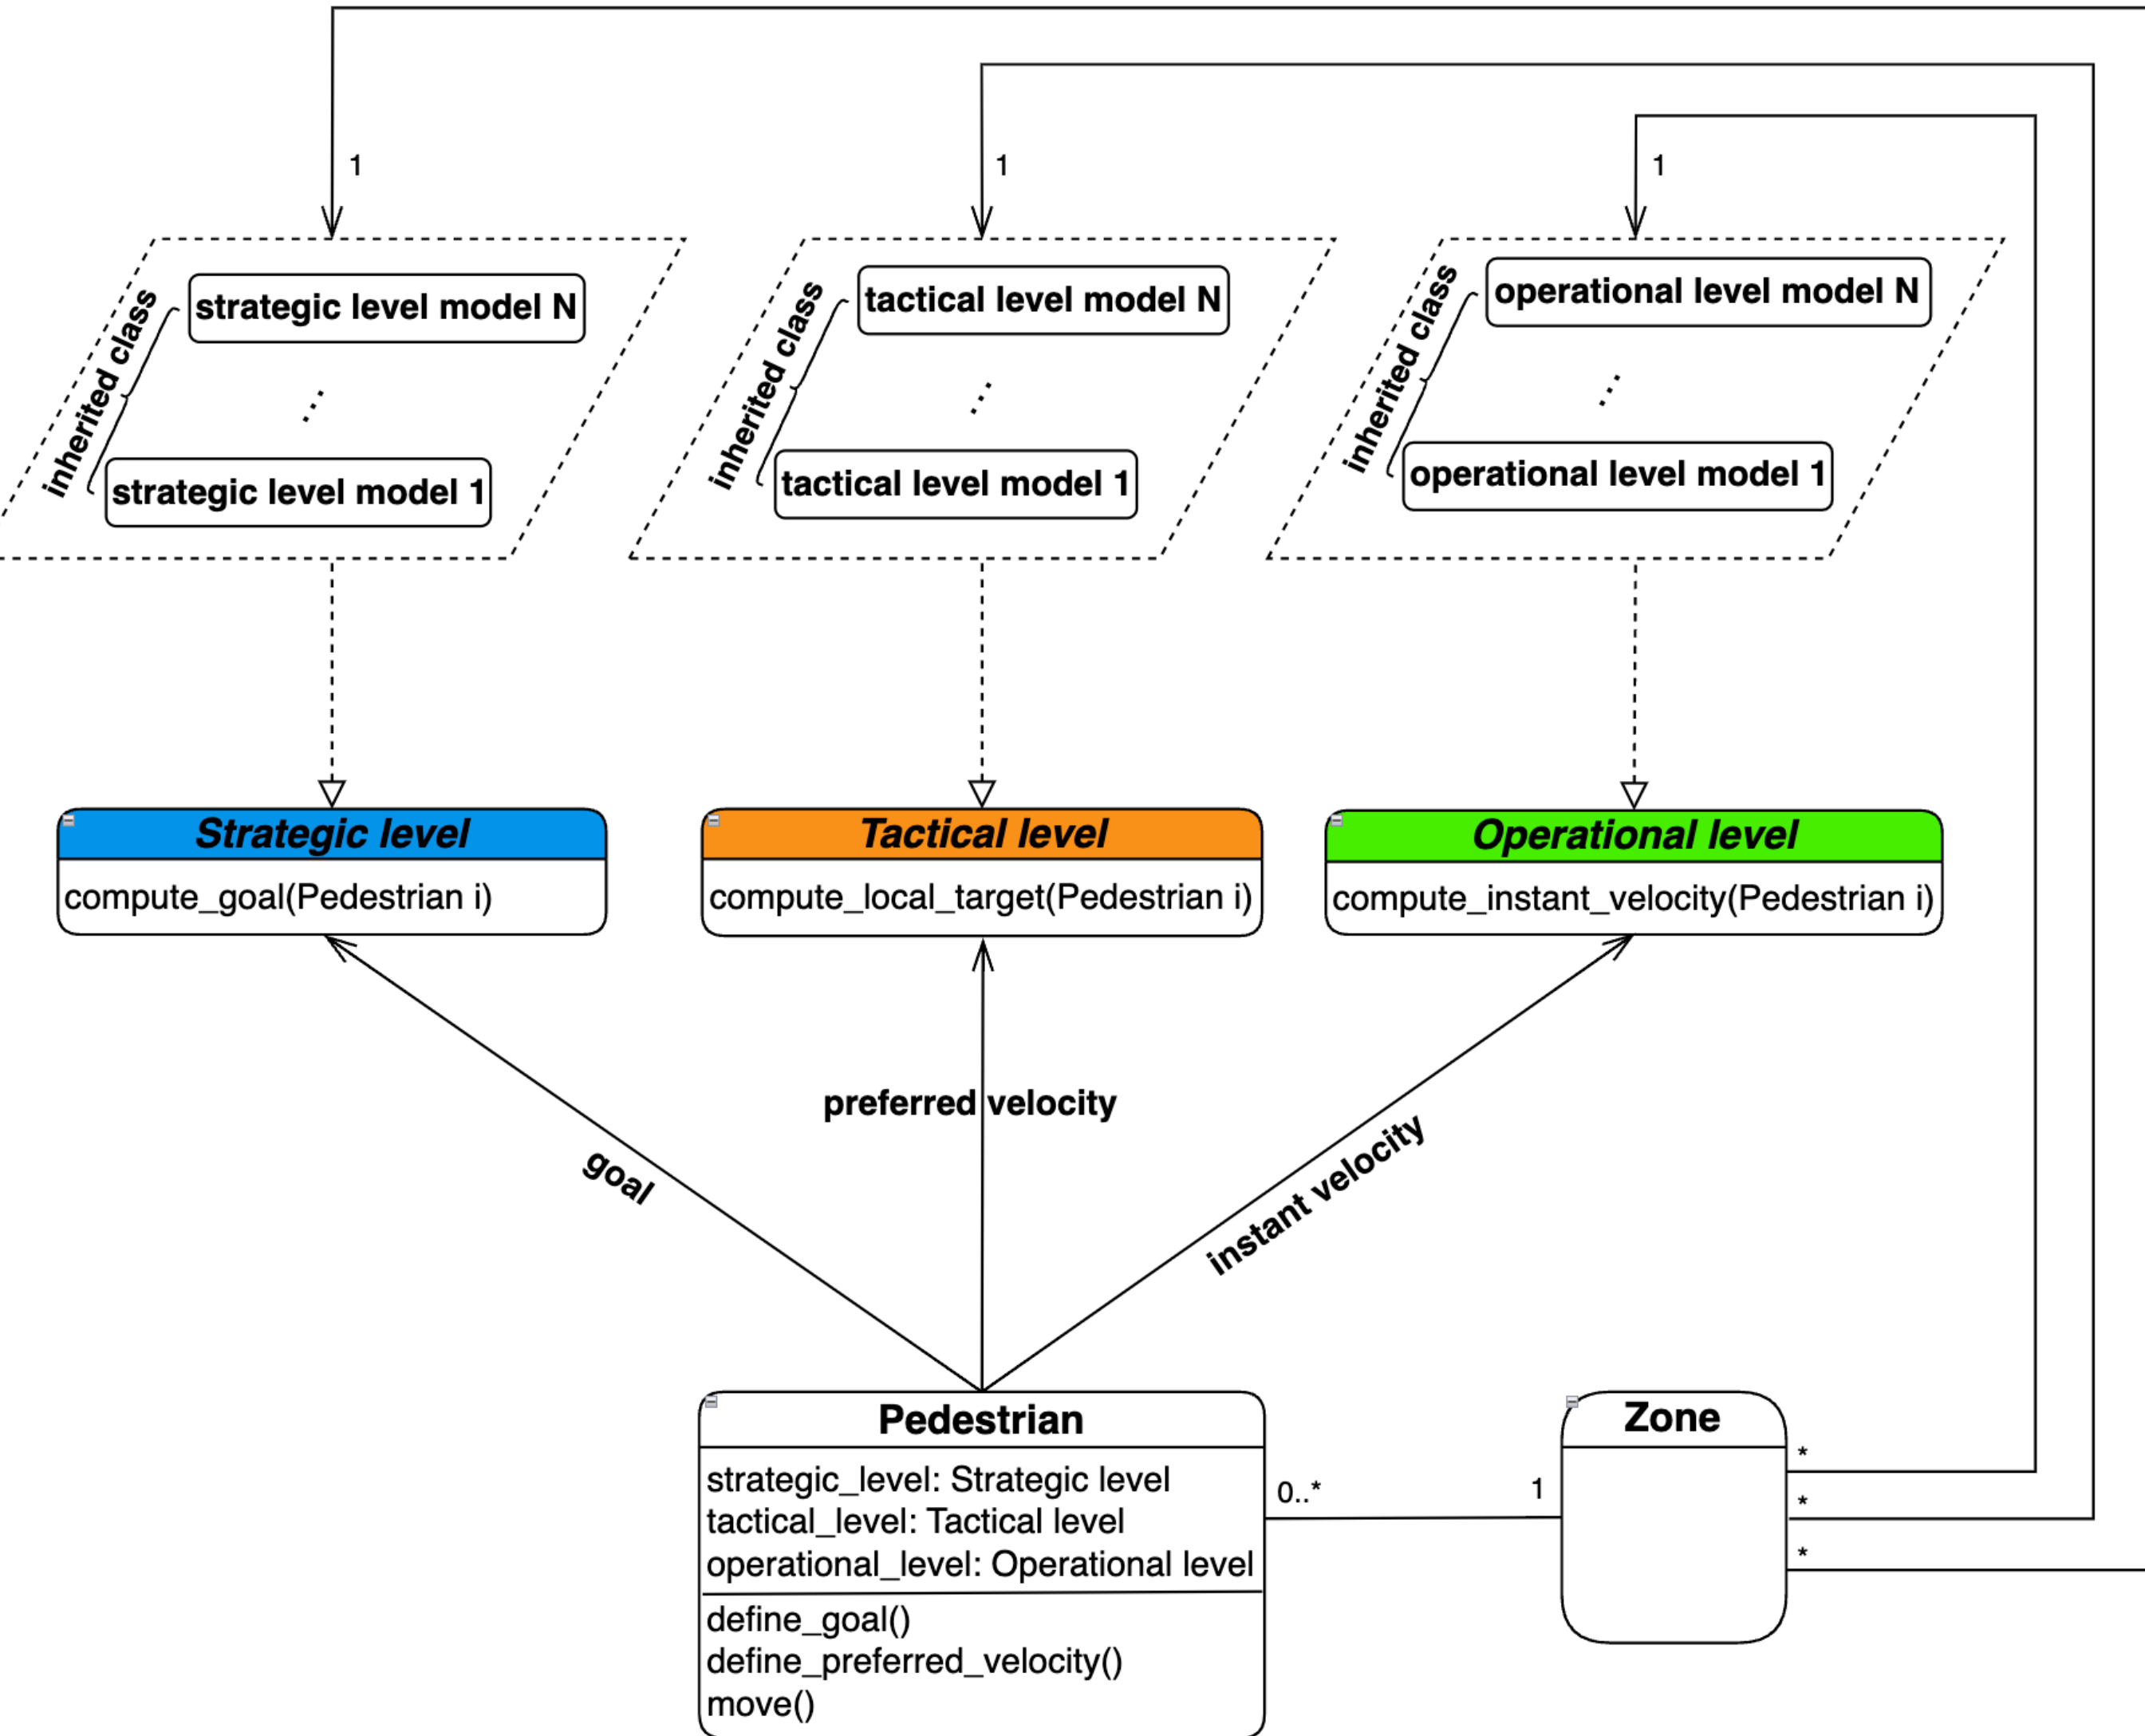 1
1
1
inherited class
strategic level model N
⋰
strategic level model 1
inherited class
tactical level model N
⋰
tactical level model 1
inherited class
operational level model N
⋰
operational level model 1
Strategic level
compute_goal(Pedestrian i)
Tactical level
compute_local_target(Pedestrian i)
Operational level
compute_instant_velocity(Pedestrian i)
goal
preferred velocity
instant velocity
Pedestrian
strategic_level: Strategic level
tactical_level: Tactical level
operational_level: Operational level
define_goal()
define_preferred_velocity()
move()
0..*
1
Zone
*
*
*